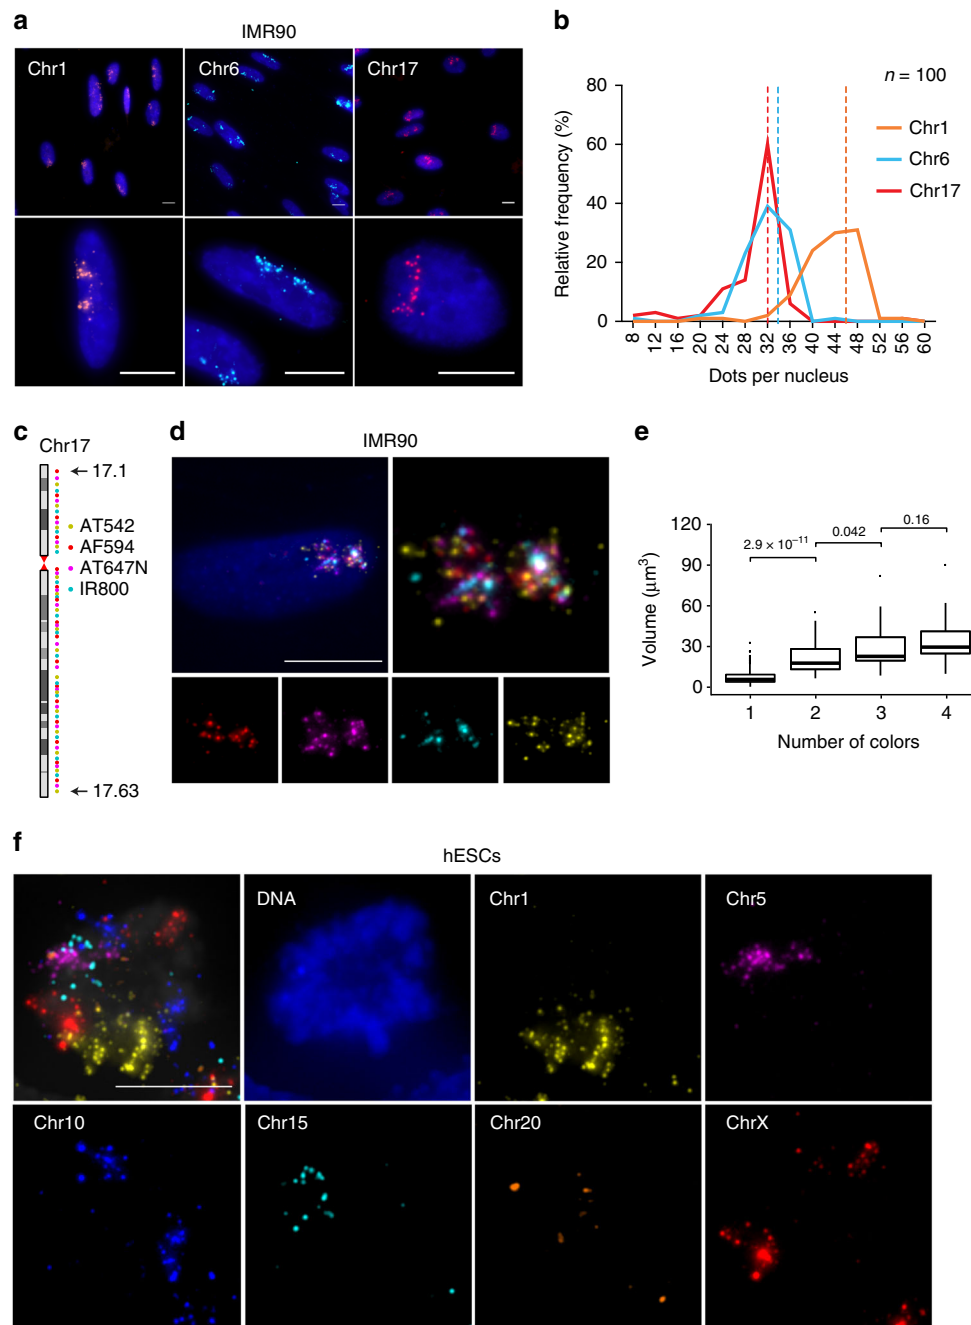 a
IMR90
Chr1
Chr6
Chr17
b
n = 100
Relative frequency (%)
80
60
40
20
0
8
12
16
20
24
28
32
36
40
44
48
52
56
60
Dots per nucleus
Chr1
Chr6
Chr17
c
Chr17
← 17.1
AT542
AF594
AT647N
IR800
← 17.63
d
IMR90
e
Volume (μm³)
120
90
60
30
0
2.9 × 10⁻¹¹
0.042
0.16
1
2
3
4
Number of colors
f
hESCs
DNA
Chr1
Chr5
Chr10
Chr15
Chr20
ChrX